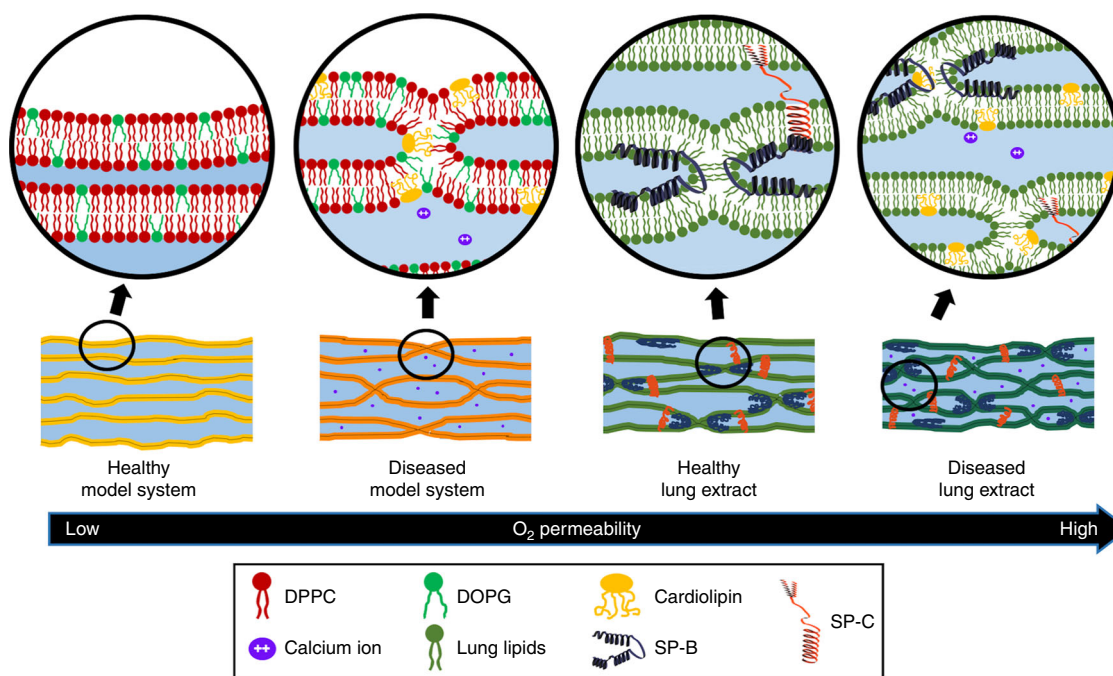 ++
++
++
++
Healthy
model system
Diseased
model system
Healthy
lung extract
Diseased
lung extract
Low
O₂ permeability
High
DPPC
DOPG
Cardiolipin
SP-C
++
Calcium ion
Lung lipids
SP-B